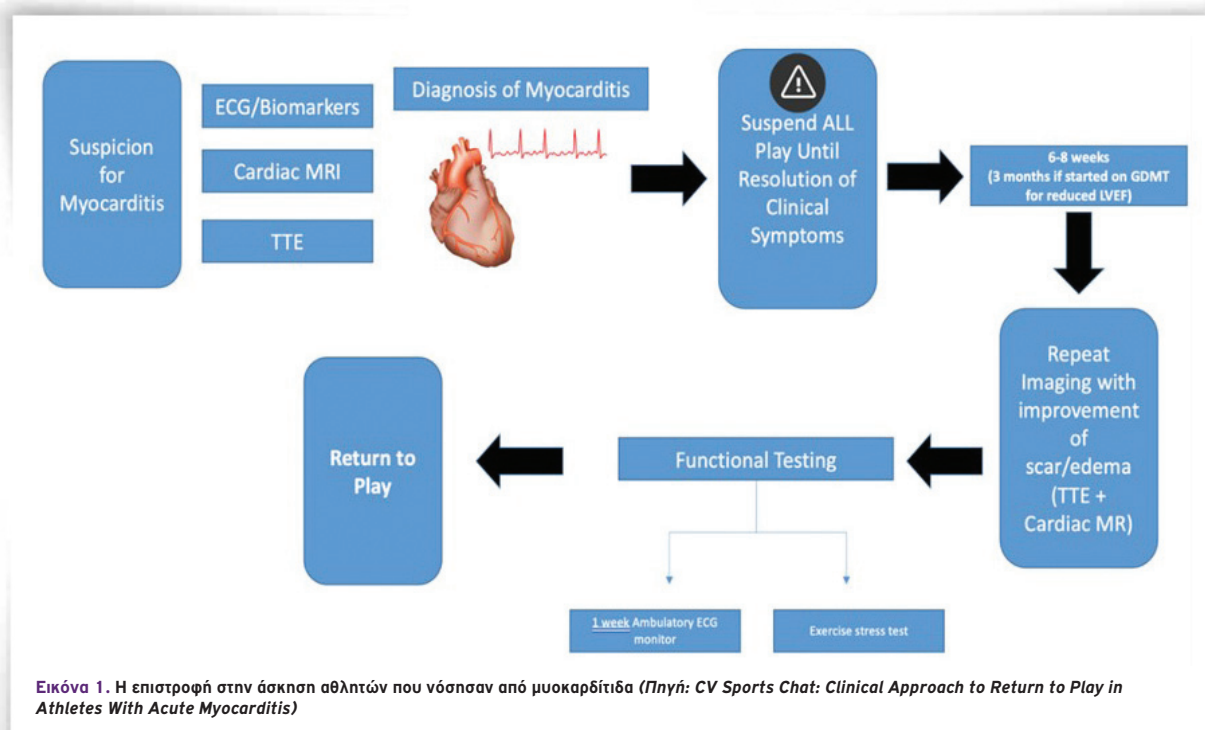 Suspicion
for
Myocarditis
ECG/Biomarkers
Cardiac MRI
TTE
Diagnosis of Myocarditis
Suspend ALL
Play Until
Resolution of
Clinical
Symptoms
6-8 weeks
(3 months if started on GDMT
for reduced LVEF)
Repeat
Imaging with
improvement
of
scar/edema
(TTE +
Cardiac MR)
Functional Testing
1 week Ambulatory ECG
monitor
Exercise stress test
Return to
Play
Εικόνα 1. Η επιστροφή στην άσκηση αθλητών που νόσησαν από μυοκαρδίτιδα (Πηγή: CV Sports Chat: Clinical Approach to Return to Play in
Athletes With Acute Myocarditis)